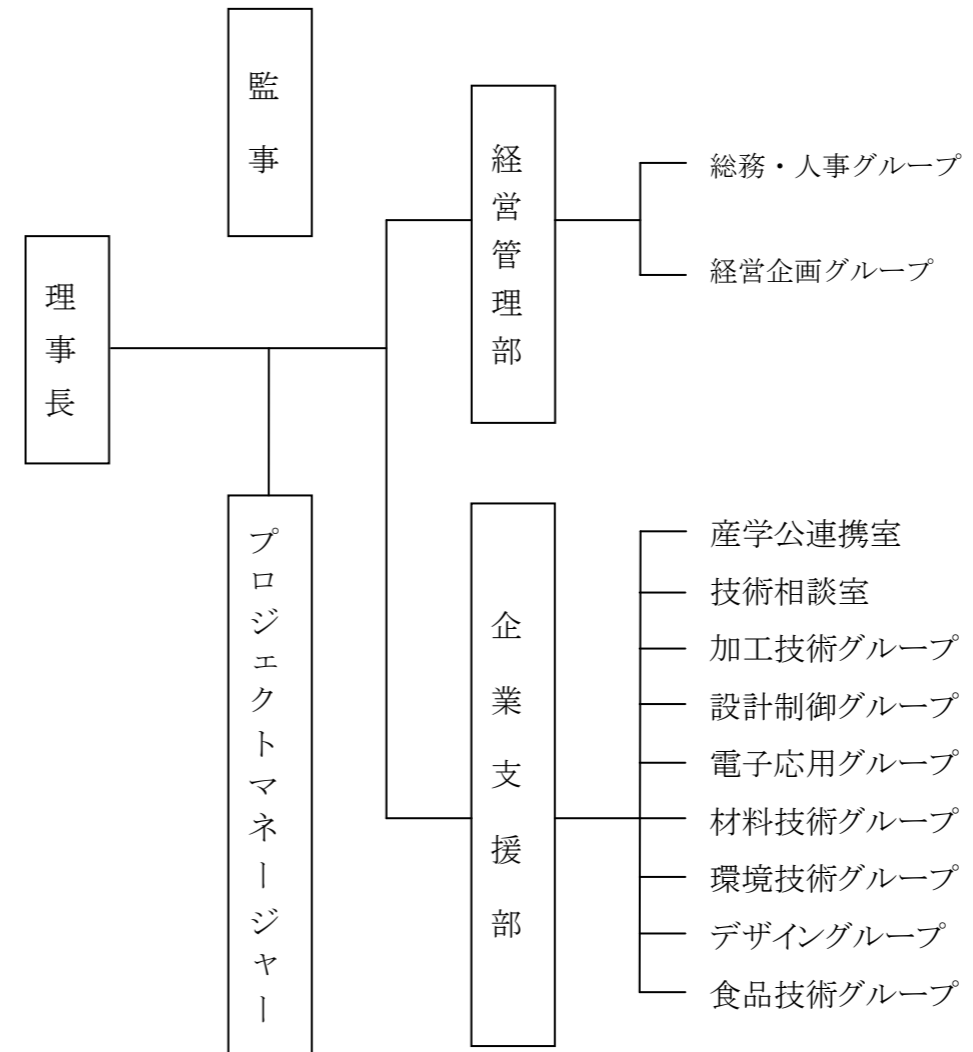 監事
理事長
プロジェクトマネージャー
経営管理部
総務・人事グループ
経営企画グループ
企業支援部
産学公連携室
技術相談室
加工技術グループ
設計制御グループ
電子応用グループ
材料技術グループ
環境技術グループ
デザイングループ
食品技術グループ